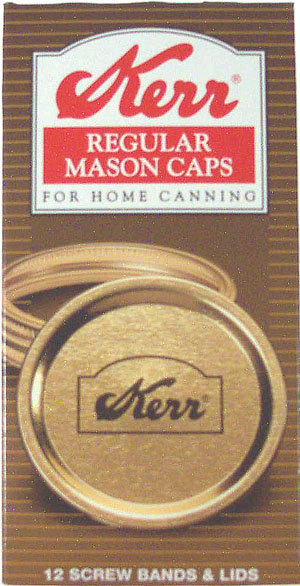 Kerr®
REGULAR
MASON CAPS
FOR HOME CANNING
Kerr®
12 SCREW BANDS & LIDS